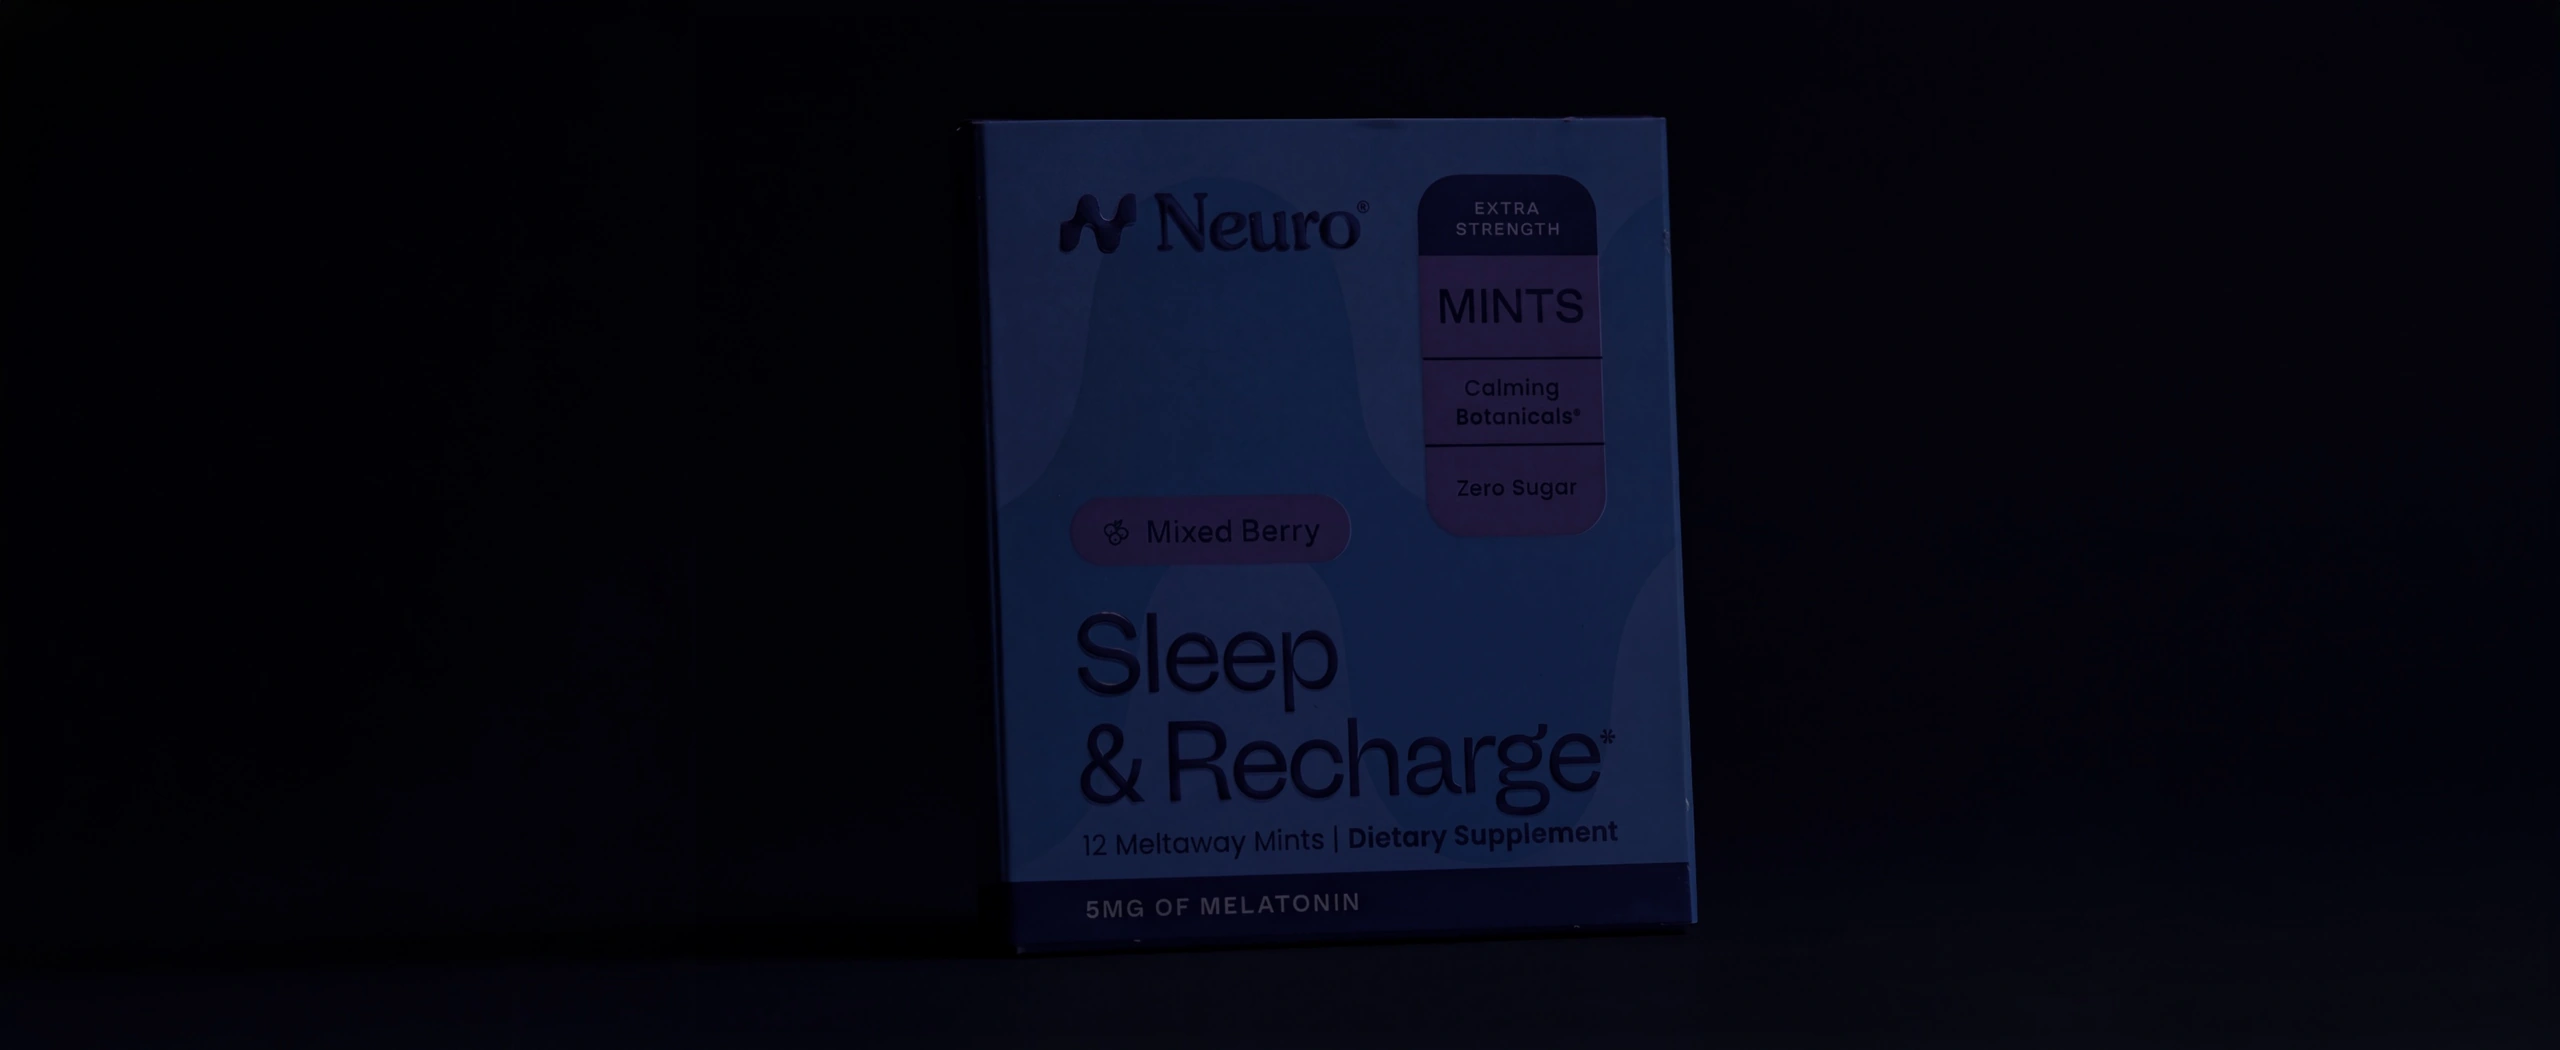 Neuro®
EXTRA
STRENGTH
MINTS
Calming
Botanicals®
Zero Sugar
Mixed Berry
Sleep
& Recharge*
12 Meltaway Mints | Dietary Supplement
5MG OF MELATONIN